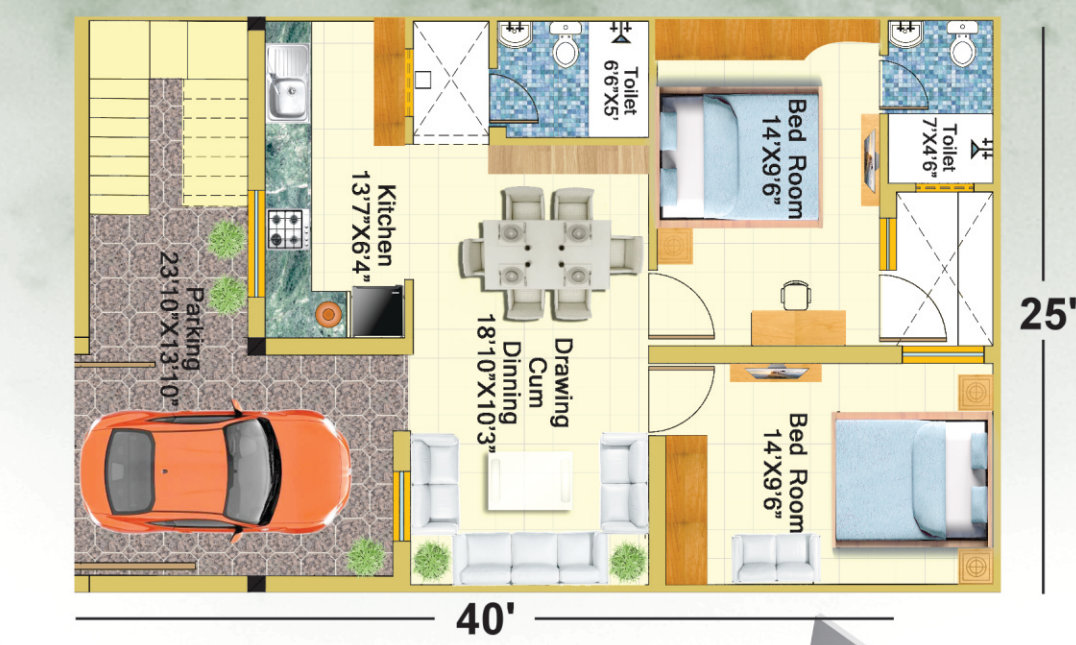 Toilet
6'6"X5'
Bed Room
14'X9'6"
Toilet
7'X4'6"
Kitchen
13'7"X6'4"
Parking
23'10"X13'10"
Drawing
Cum
Dinning
18'10"X10'3"
Bed Room
14'X9'6"
25'
40'